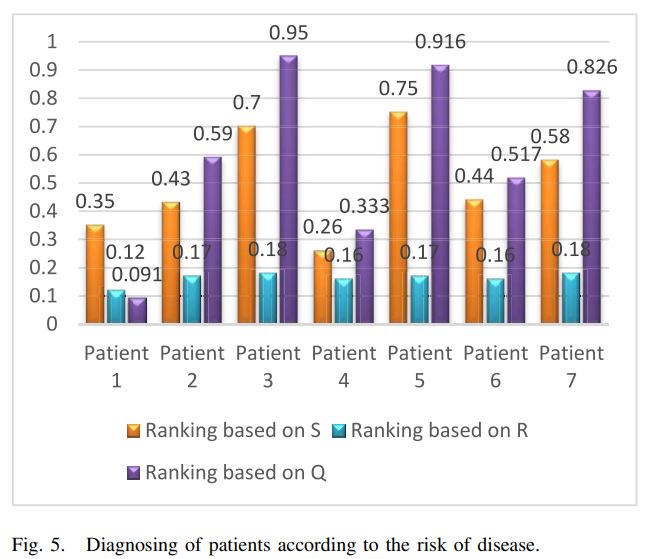 1
0.9
0.8
0.7
0.6
0.5
0.4
0.3
0.2
0.1
0
0.35
0.12
0.091
0.43
0.17
0.59
0.7
0.18
0.95
0.26
0.16
0.333
0.75
0.17
0.916
0.44
0.16
0.517
0.58
0.18
0.826
Patient 1
Patient 2
Patient 3
Patient 4
Patient 5
Patient 6
Patient 7
Ranking based on S
Ranking based on R
Ranking based on Q
Fig. 5. Diagnosing of patients according to the risk of disease.